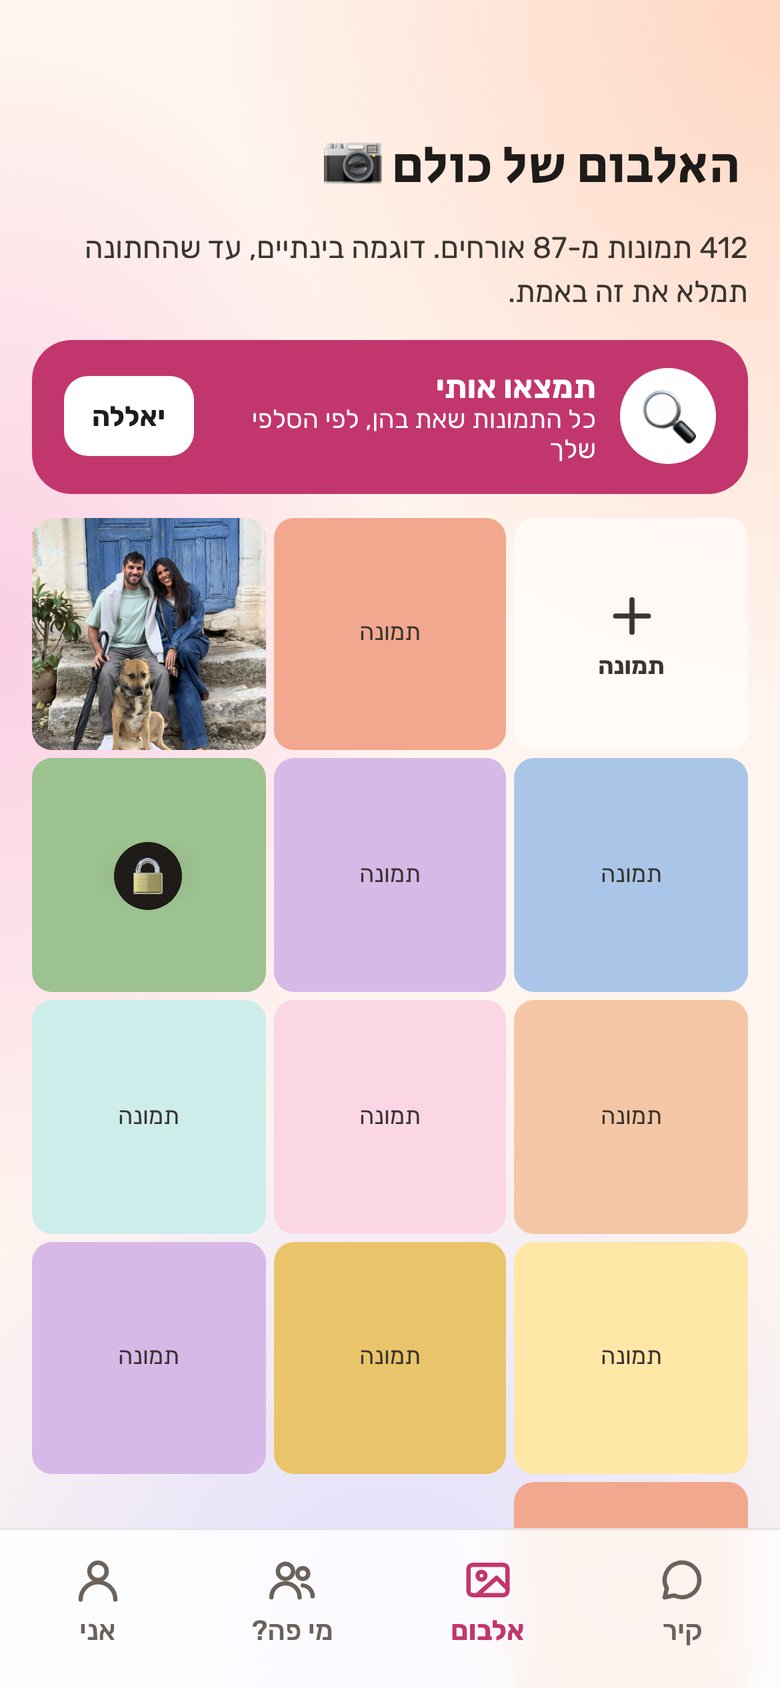 האלבום של כולם
412 תמונות מ-87 אורחים. דוגמה בינתיים, עד שהחתונה
תמלא את זה באמת.
תמצאו אותי
כל התמונות שאת בהן, לפי הסלפי
שלך
יאללה
תמונה
תמונה
תמונה
תמונה
תמונה
תמונה
תמונה
תמונה
תמונה
תמונה
קיר
אלבום
מי פה?
אני